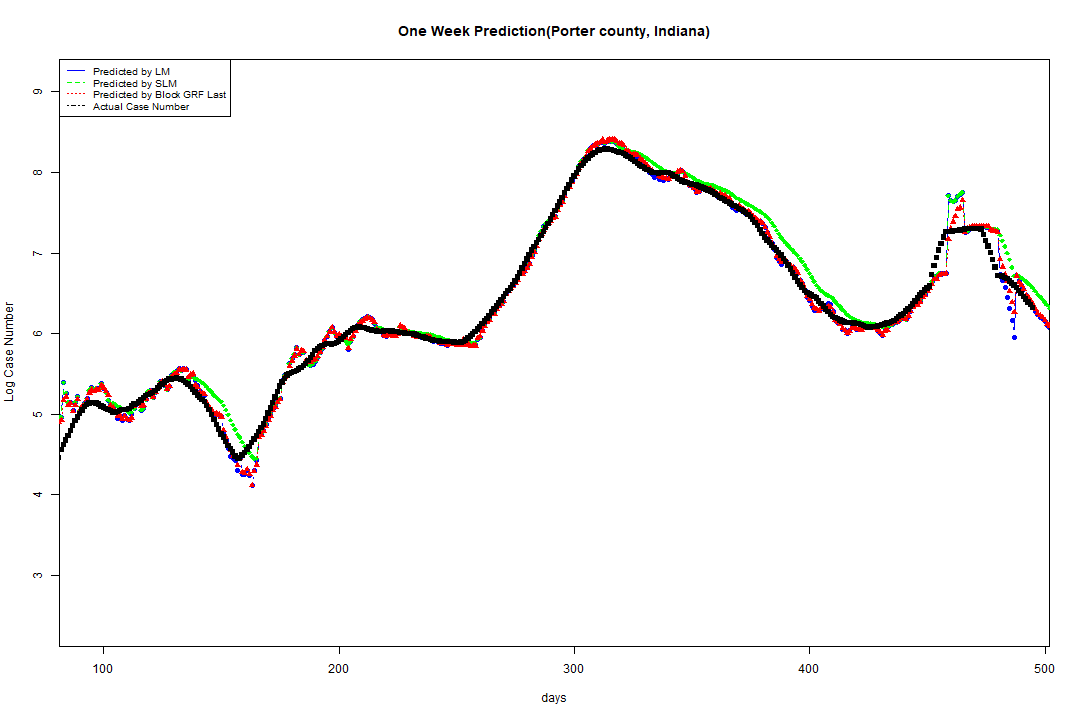 One Week Prediction(Porter county, Indiana)
Predicted by LM
Predicted by SLM
Predicted by Block GRF Last
Actual Case Number
9
8
7
6
5
4
3
Log Case Number
100 200 300 400 500
days